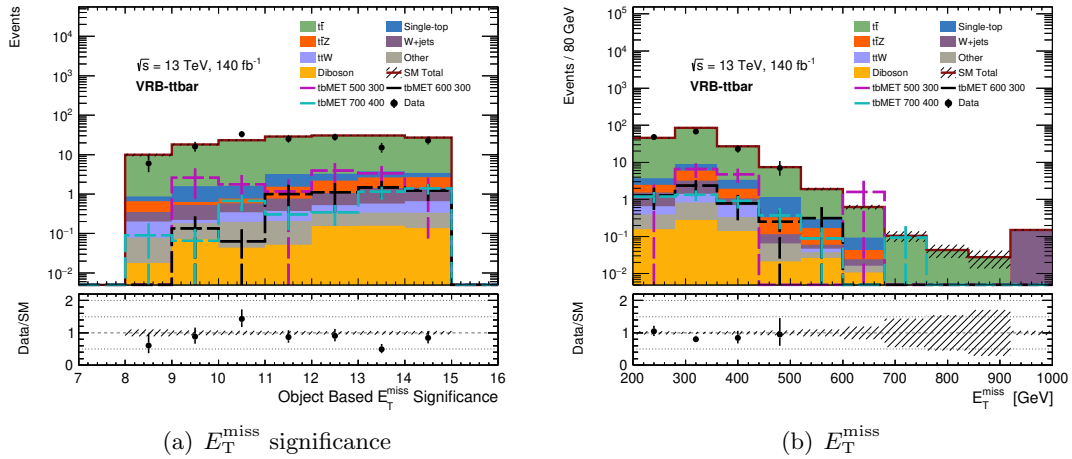 Events
10⁴
10³
10²
10
1
10⁻¹
10⁻²
√s = 13 TeV, 140 fb⁻¹
VRB-ttbar
tt̄
tt̄Z
ttW
Diboson
tbMET 500 300
tbMET 700 400
Single-top
W+jets
Other
SM Total
tbMET 600 300
Data
Data/SM
2
1
0
6 7 8 9 10 11 12 13 14 15 16
Object Based E_T^miss Significance
(a) E_T^miss significance
Events / 80 GeV
10⁵
10⁴
10³
10²
10
1
10⁻¹
10⁻²
√s = 13 TeV, 140 fb⁻¹
VRB-ttbar
tt̄
tt̄Z
ttW
Diboson
tbMET 500 300
tbMET 700 400
Single-top
W+jets
Other
SM Total
tbMET 600 300
Data
Data/SM
2
1
0
200 300 400 500 600 700 800 900 1000
E_T^miss [GeV]
(b) E_T^miss